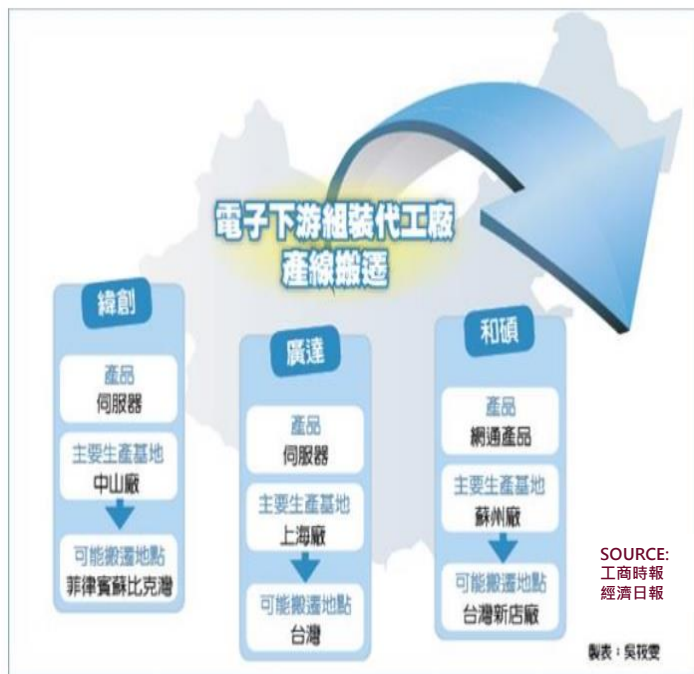 電子下游組裝代工廠
產線搬遷
緯創
產品
伺服器
主要生產基地
中山廠
可能搬遷地點
菲律賓蘇比克灣
廣達
產品
伺服器
主要生產基地
上海廠
可能搬遷地點
台灣
和碩
產品
網通產品
主要生產基地
蘇州廠
可能搬遷地點
台灣新店廠
SOURCE:
工商時報
經濟日報
製表：吳筱雯